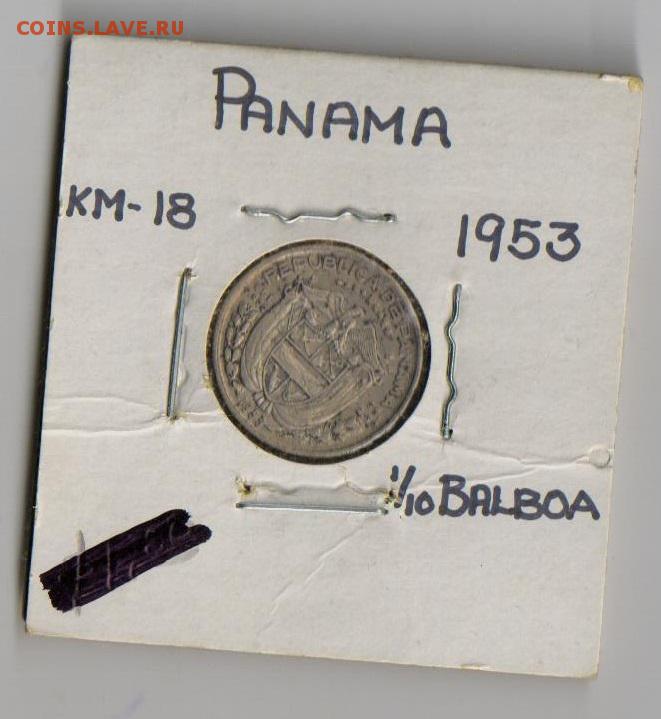 COINS.LAVE.RU
PANAMA
KM-18
1953
REPUBLICA DE PANAMA
1/10 BALBOA